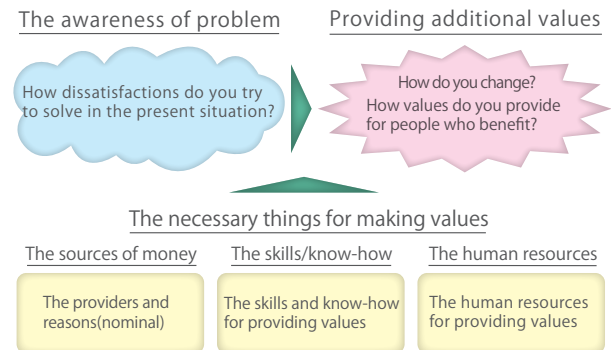 The awareness of problem
Providing additional values
How dissatisfactions do you try
to solve in the present situation?
How do you change?
How values do you provide
for people who benefit?
The necessary things for making values
The sources of money
The skills/know-how
The human resources
The providers and
reasons(nominal)
The skills and know-how
for providing values
The human resources
for providing values